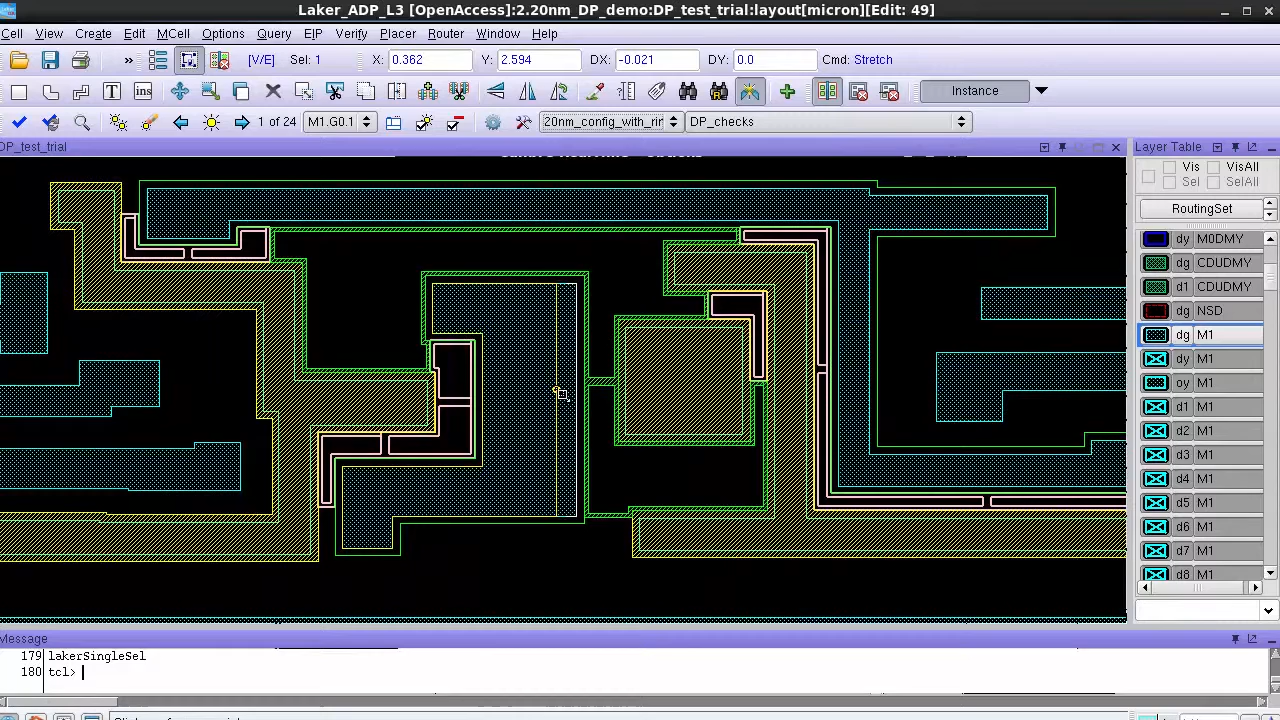 Laker_ADP_L3 [OpenAccess]:2.20nm_DP_demo:DP_test_trial:layout[micron][Edit: 49]
Cell View Create Edit MCell Options Query EIP Verify Placer Router Window Help
» [V/E] Sel: 1 X: 0.362 Y: 2.594 DX: -0.021 DY: 0.0 Cmd: Stretch
T ins R Instance
1 of 24 M1.G0.1 20nm_config_with_ DP_checks
DP_test_trial
Layer Table
Vis VisAll
Sel SelAll
RoutingSet
dy M0DMY
dg CDUDMY
d1 CDUDMY
dg NSD
dg M1
dy M1
oy M1
d1 M1
d2 M1
d3 M1
d4 M1
d5 M1
d6 M1
d7 M1
d8 M1
Message
179 lakerSingleSel
180 tcl>